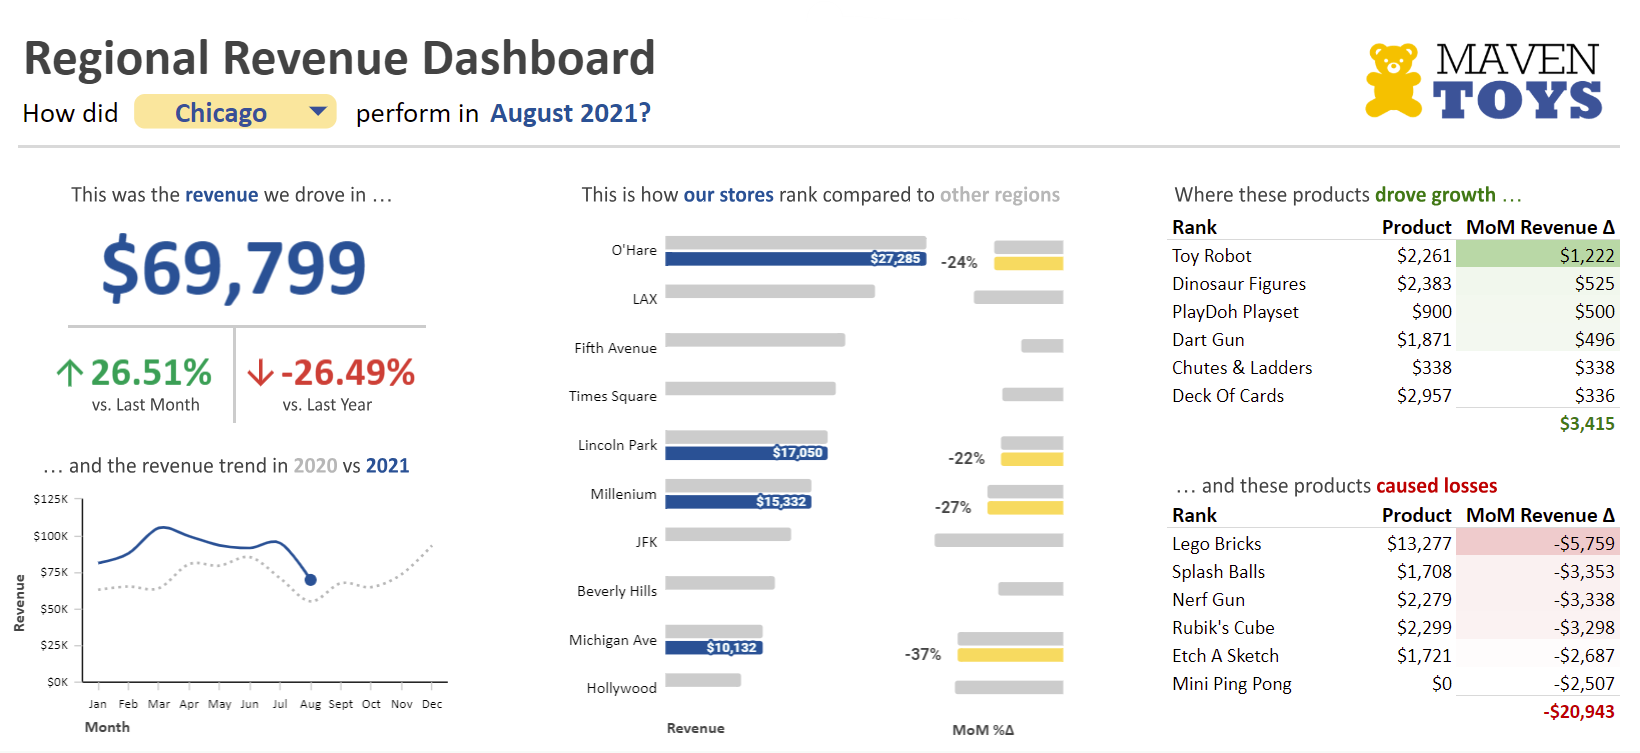 Regional Revenue Dashboard
How did Chicago perform in August 2021?
MAVEN
TOYS
This was the revenue we drove in ...
$69,799
26.51%
vs. Last Month
-26.49%
vs. Last Year
... and the revenue trend in 2020 vs 2021
$125K
$100K
$75K
$50K
$25K
$0K
Revenue
Jan Feb Mar Apr May Jun Jul Aug Sept Oct Nov Dec
Month
This is how our stores rank compared to other regions
O'Hare $27,285 -24%
LAX
Fifth Avenue
Times Square
Lincoln Park $17,050 -22%
Millenium $15,332 -27%
JFK
Beverly Hills
Michigan Ave $10,132 -37%
Hollywood
Revenue MoM %Δ
Where these products drove growth ...
Rank Product MoM Revenue Δ
Toy Robot $2,261 $1,222
Dinosaur Figures $2,383 $525
PlayDoh Playset $900 $500
Dart Gun $1,871 $496
Chutes & Ladders $338 $338
Deck Of Cards $2,957 $336
$3,415
... and these products caused losses
Rank Product MoM Revenue Δ
Lego Bricks $13,277 -$5,759
Splash Balls $1,708 -$3,353
Nerf Gun $2,279 -$3,338
Rubik's Cube $2,299 -$3,298
Etch A Sketch $1,721 -$2,687
Mini Ping Pong $0 -$2,507
-$20,943